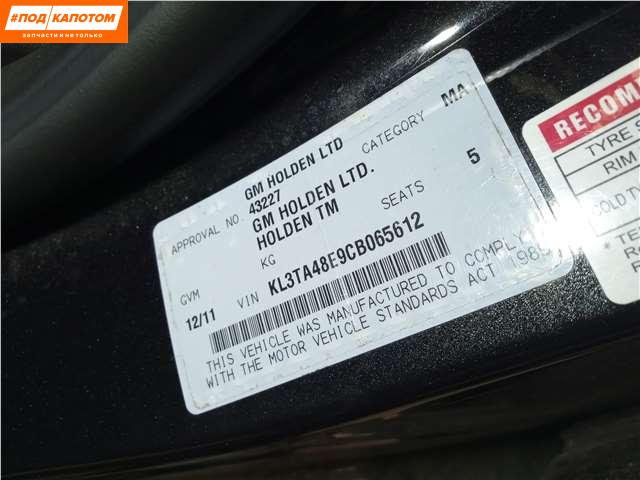 #ПОД КАПОТОМ
запчасти и не только
GM HOLDEN LTD
APPROVAL NO. 43227 CATEGORY MA
GM HOLDEN LTD.
HOLDEN TM SEATS 5
KG
GVM
12/11 VIN KL3TA48E9CB065612
THIS VEHICLE WAS MANUFACTURED TO COMPLY
WITH THE MOTOR VEHICLE STANDARDS ACT 1989
RECOM
TYRE S
RIM
COLD T
* TE